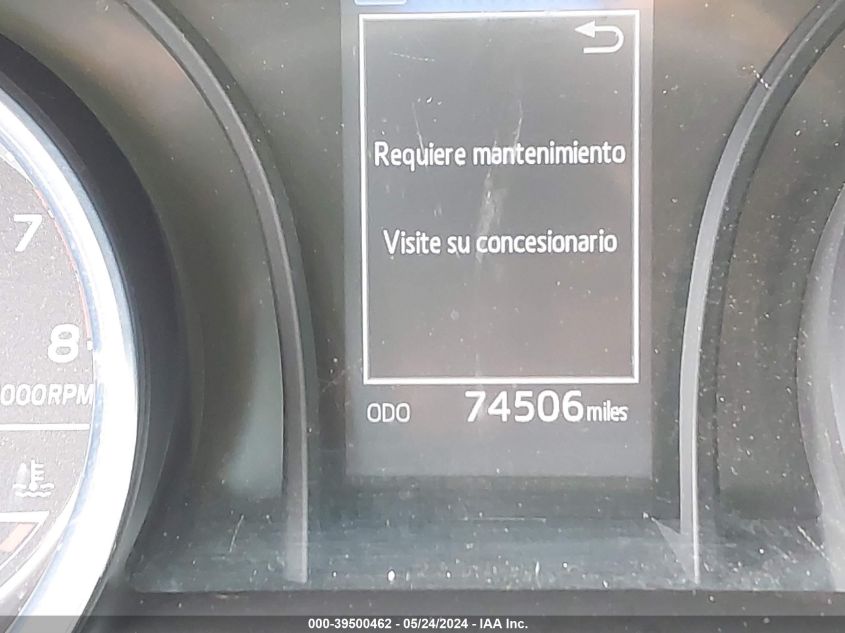 Requiere mantenimiento
Visite su concesionario
ODO 74506 miles
7
8
000RPM
000-39500462 - 05/24/2024 - IAA Inc.